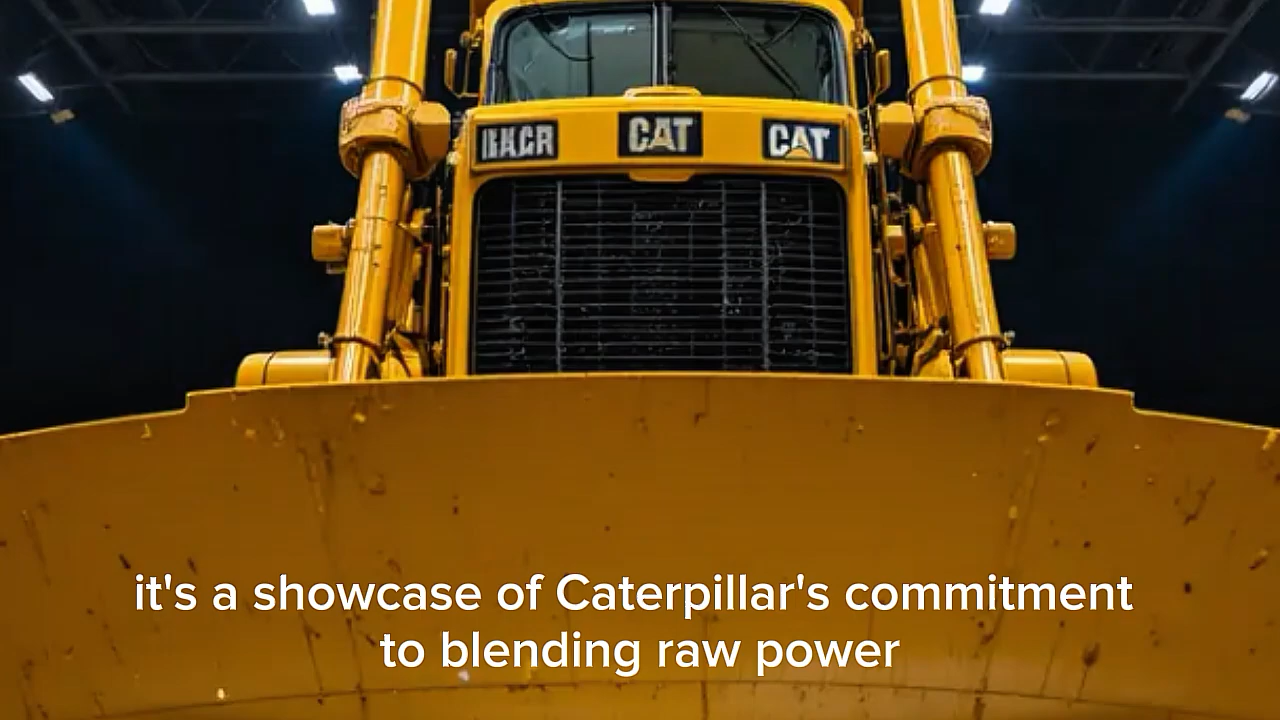 CAT
CAT
it's a showcase of Caterpillar's commitment
to blending raw power